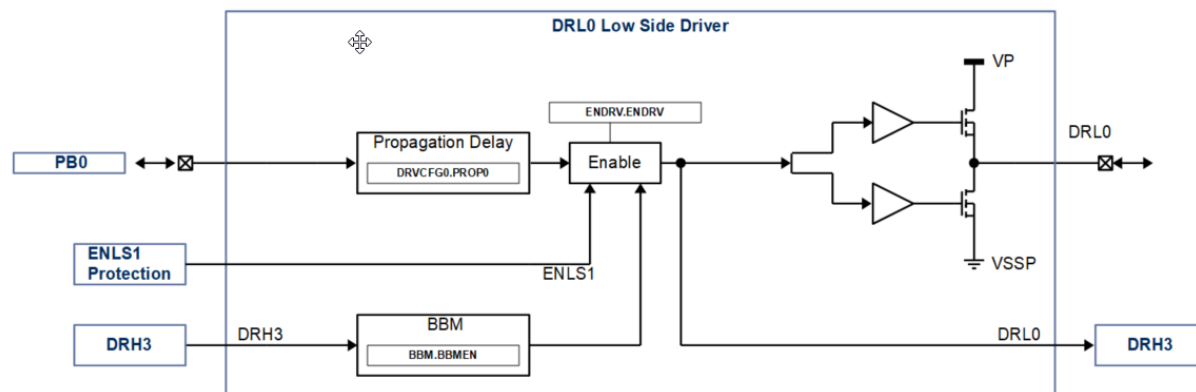 DRL0 Low Side Driver
VP
ENDRV.ENDRV
DRL0
Propagation Delay
DRVCFG0.PROP0
Enable
PB0
ENLS1
Protection
ENLS1
VSSP
BBM
BBM.BBMEN
DRH3
DRH3
DRL0
DRH3